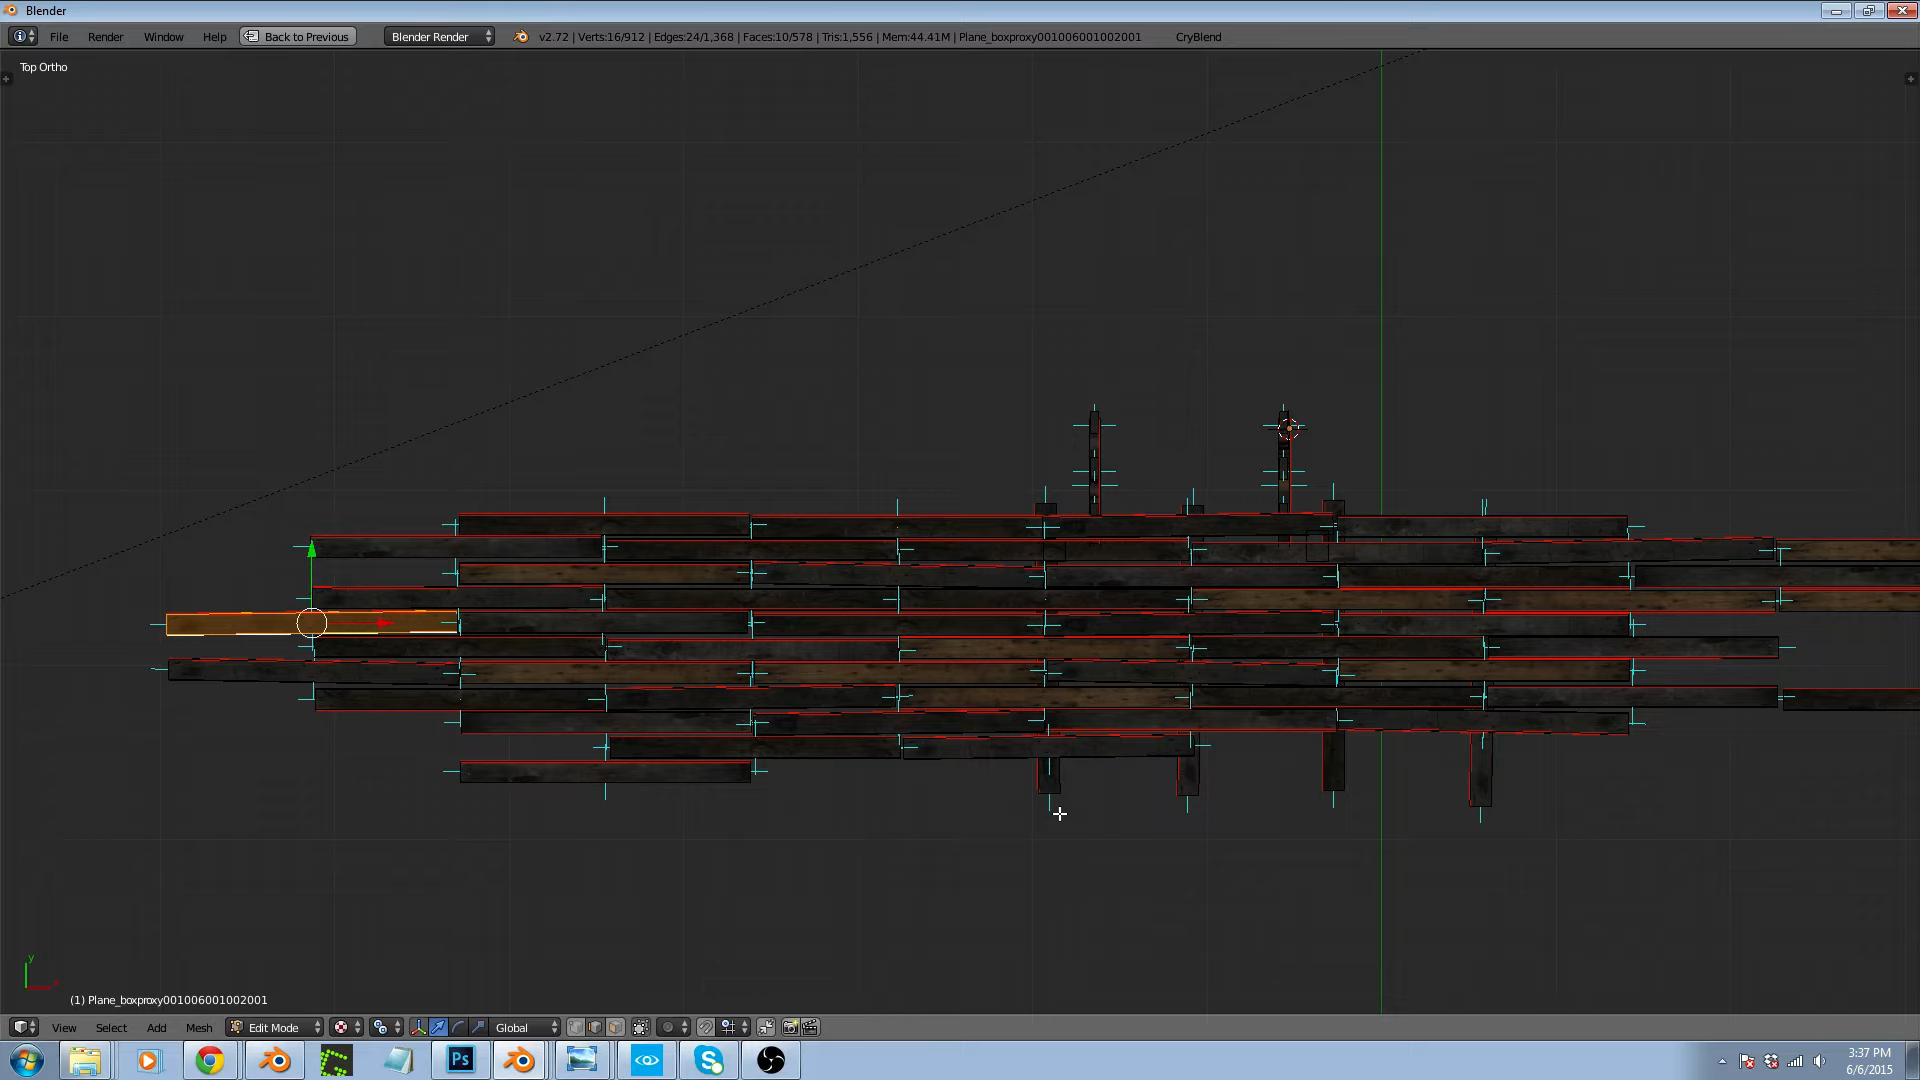 Blender
File Render Window Help Back to Previous Blender Render v2.72 | Verts:16/912 | Edges:24/1,368 | Faces:10/578 | Tris:1,556 | Mem:44.41M | Plane_boxproxy001006001002001 CryBlend
Top Ortho
y
x
(1) Plane_boxproxy001006001002001
View Select Add Mesh Edit Mode Global
Ps
3:37 PM
6/6/2015